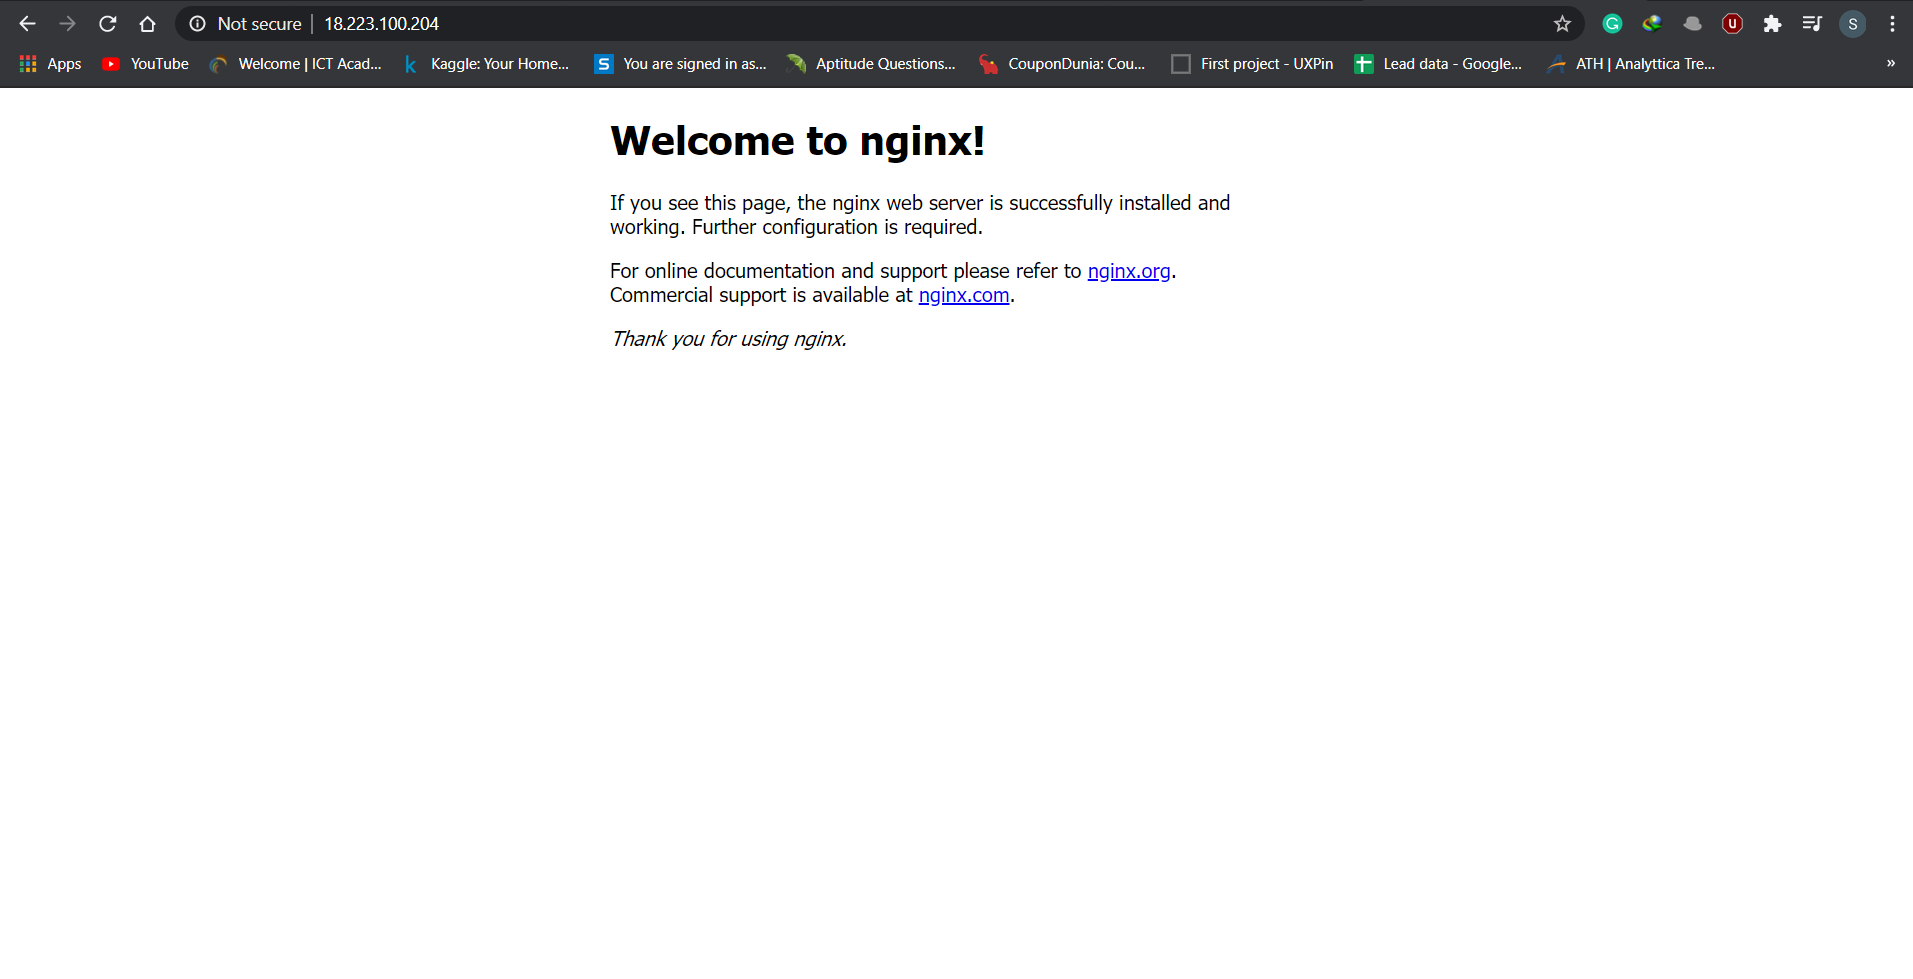 Not secure | 18.223.100.204
Apps YouTube Welcome | ICT Acad... Kaggle: Your Home... S You are signed in as... Aptitude Questions... CouponDunia: Cou... First project - UXPin Lead data - Google... ATH | Analyttica Tre... »
Welcome to nginx!
If you see this page, the nginx web server is successfully installed and
working. Further configuration is required.
For online documentation and support please refer to nginx.org.
Commercial support is available at nginx.com.
Thank you for using nginx.